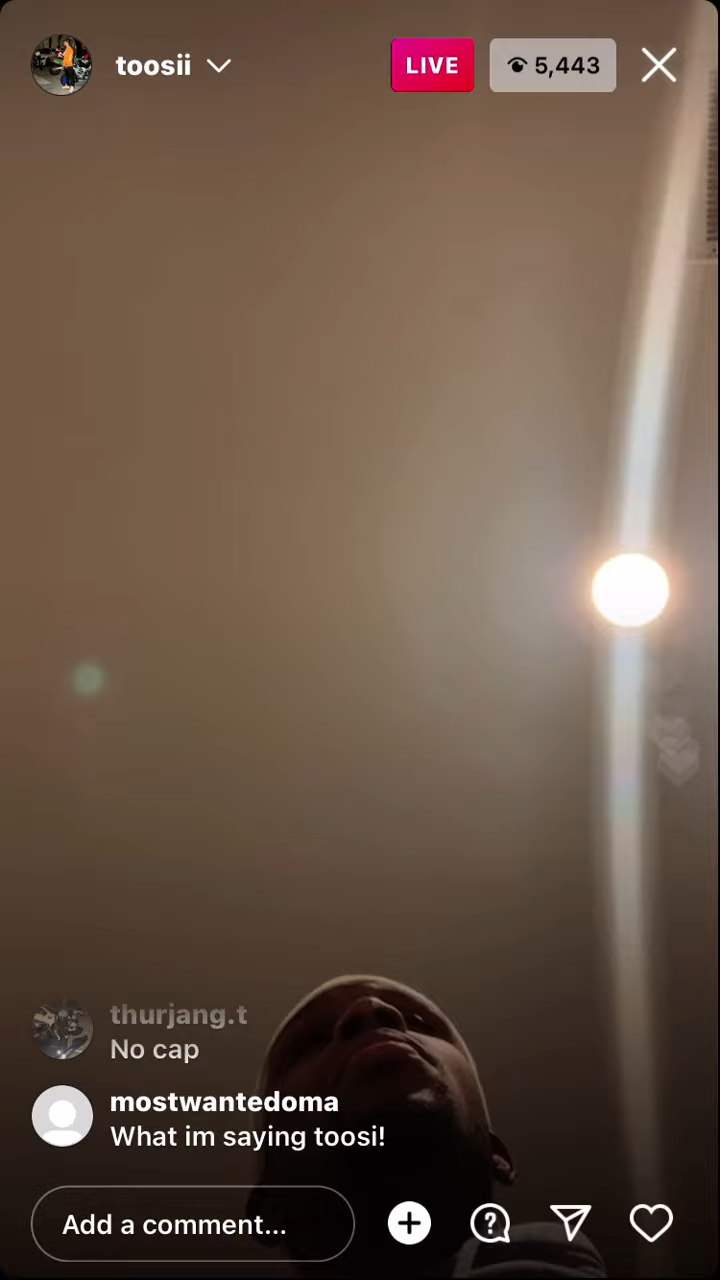 toosii
LIVE
5,443
thurjang.t
No cap
mostwantedoma
What im saying toosi!
Add a comment...